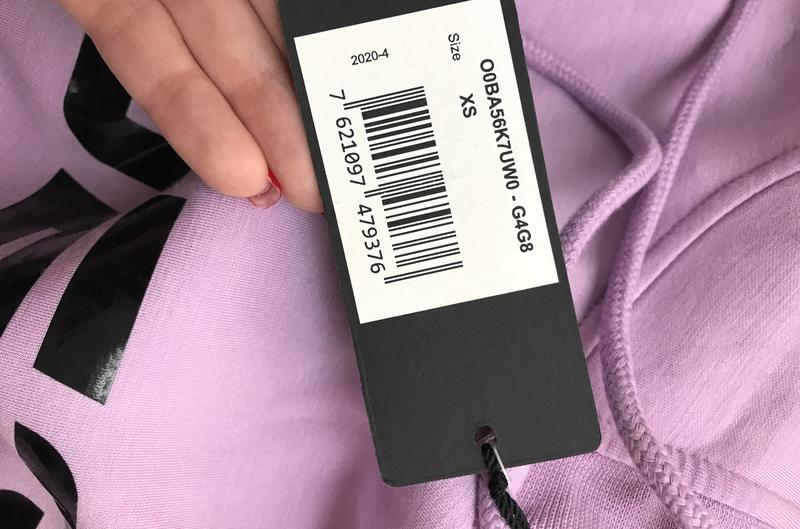 O0BA56K7UW0 - G4G8
Size
XS
2020-4
7 621097 479376